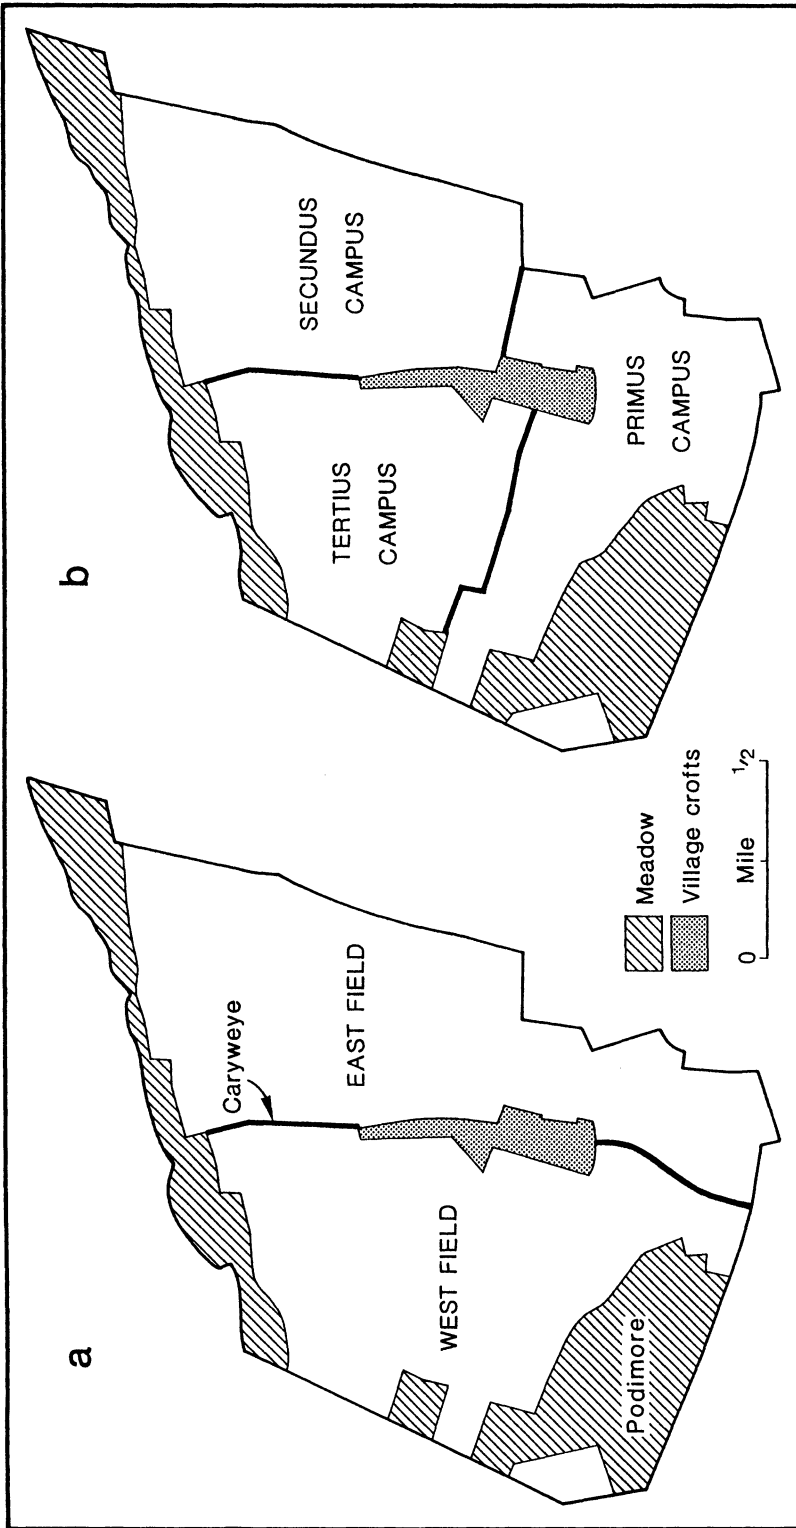 a
Caryweye
EAST FIELD
WEST FIELD
Podimore
Meadow
Village crofts
0
Mile
1/2
b
SECUNDUS
CAMPUS
TERTIUS
CAMPUS
PRIMUS
CAMPUS